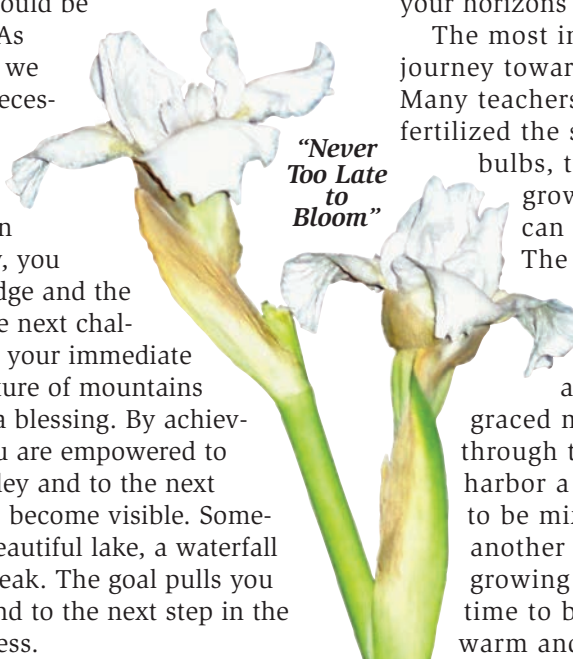 ould be
As
we
eces-
n
, you
dge and the
e next chal-
your immediate
ture of mountains
a blessing. By achiev-
u are empowered to
ley and to the next
become visible. Some-
eautiful lake, a waterfall
eak. The goal pulls you
nd to the next step in the
ess.
“Never
Too Late
to
Bloom”
your horizons
The most in
journey towar
Many teachers
fertilized the s
bulbs, t
grow
can
The
a
graced n
through t
harbor a
to be mix
another
growing
time to b
warm and